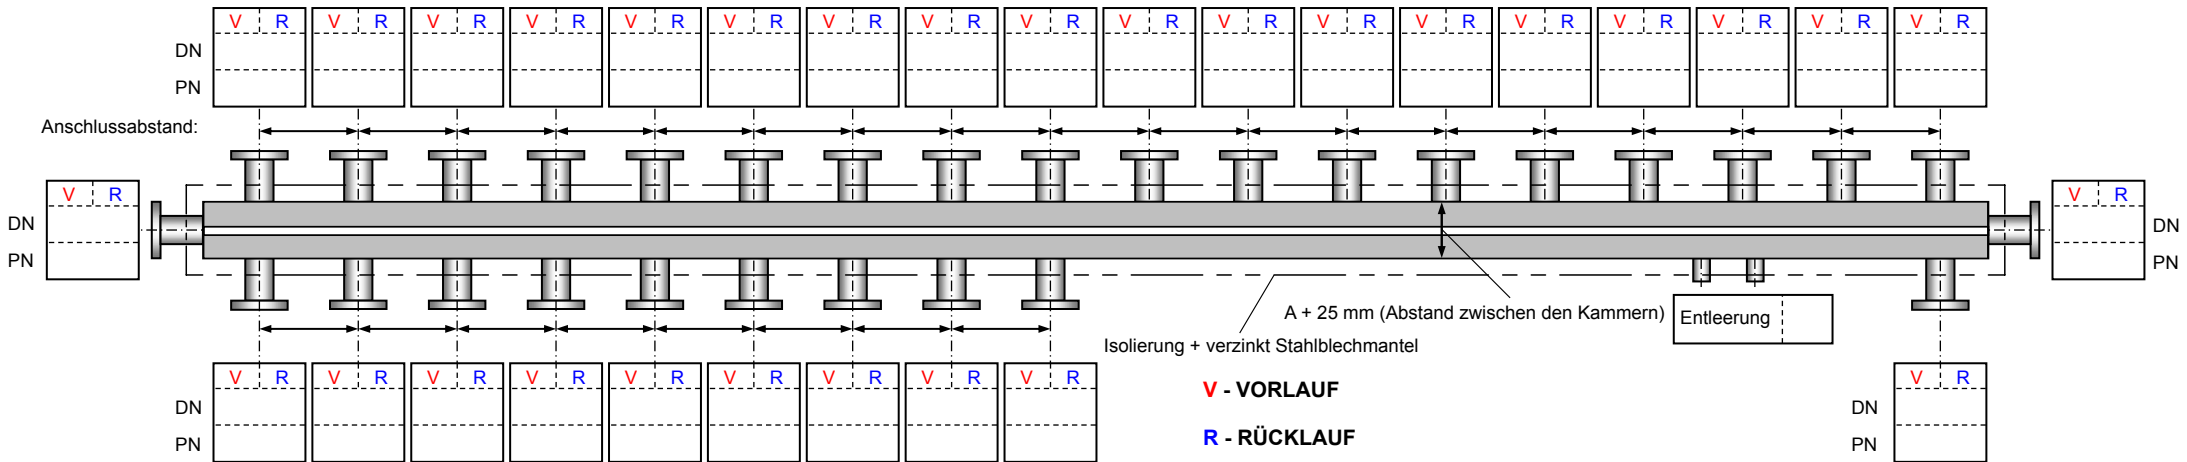 V R V R V R V R V R V R V R V R V R V R V R V R V R V R V R V R V R V R
DN
PN
Anschlussabstand:
V R
DN
PN
V R
DN
PN
A + 25 mm (Abstand zwischen den Kammern)
Entleerung
Isolierung + verzinkt Stahlblechmantel
V R V R V R V R V R V R V R V R V R
DN
PN
V - VORLAUF
R - RÜCKLAUF
V R
DN
PN